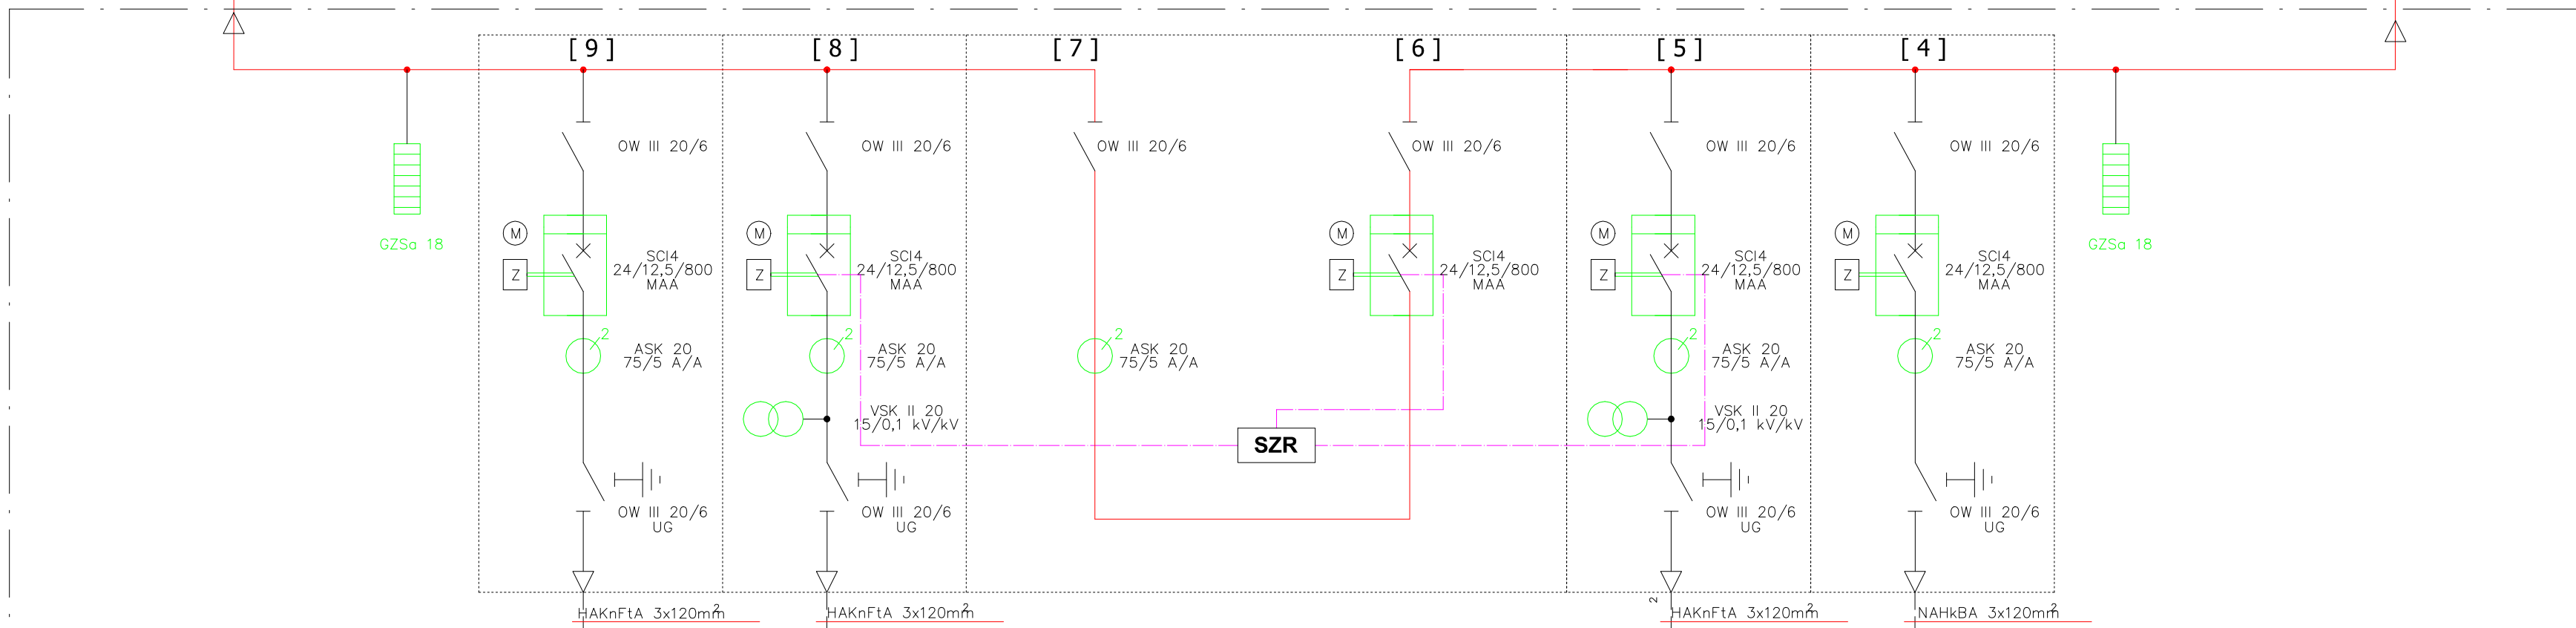 [9] [8] [7] [6] [5] [4]
OW III 20/6 OW III 20/6 OW III 20/6 OW III 20/6 OW III 20/6 OW III 20/6
GZSa 18 GZSa 18
M M M M M
SCI4 SCI4 SCI4 SCI4 SCI4
24/12,5/800 24/12,5/800 24/12,5/800 24/12,5/800 24/12,5/800
Z Z Z Z Z
MAA MAA MAA MAA MAA
2 2 2 2 2
ASK 20 ASK 20 ASK 20 ASK 20 ASK 20
75/5 A/A 75/5 A/A 75/5 A/A 75/5 A/A 75/5 A/A
VSK II 20 VSK II 20
15/0,1 kV/kV 15/0,1 kV/kV
SZR
OW III 20/6 OW III 20/6 OW III 20/6 OW III 20/6
UG UG UG UG
2
HAKnFtA 3x120mm² HAKnFtA 3x120mm² HAKnFtA 3x120mm² NAHkBA 3x120mm²